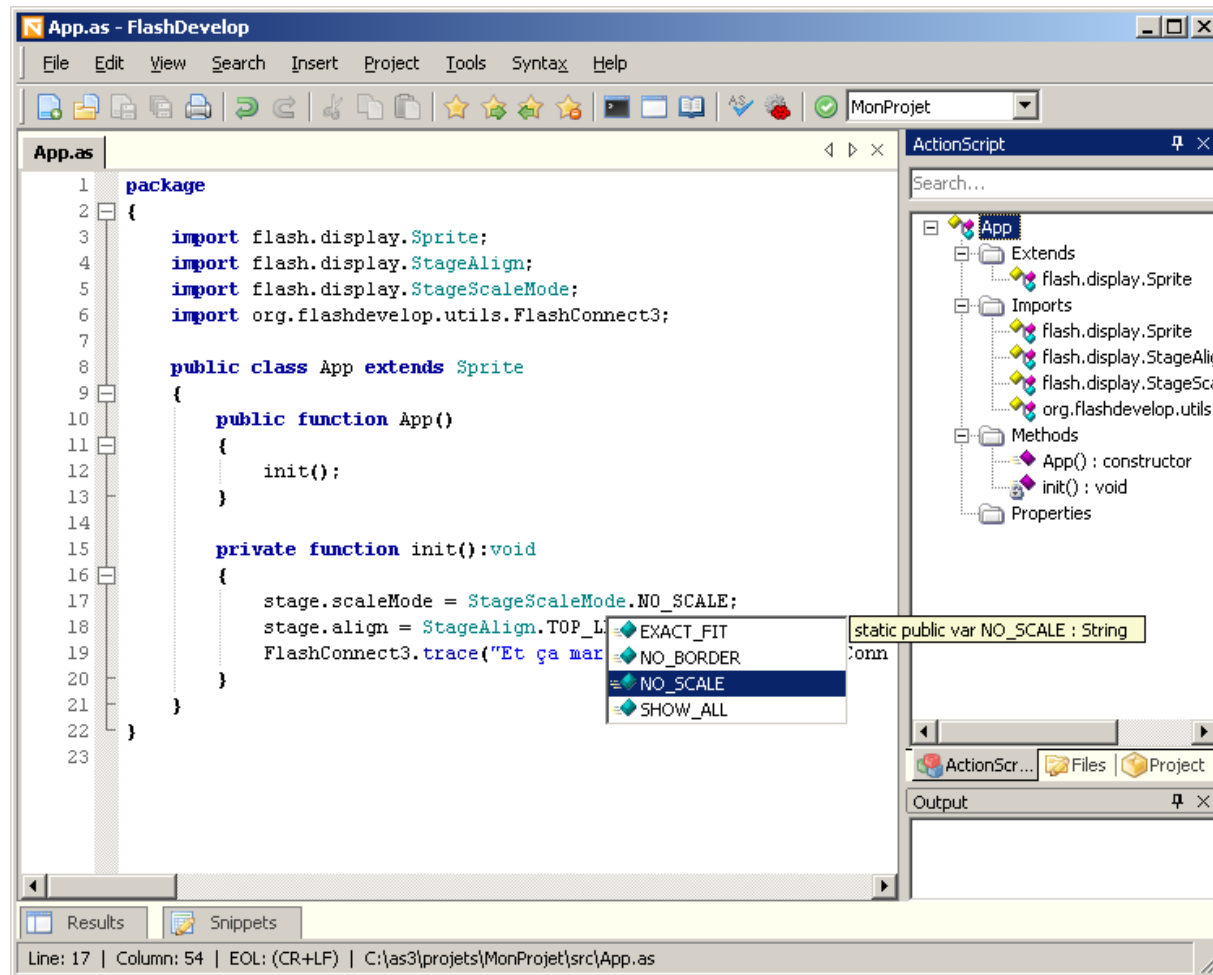 App.as - FlashDevelop
File Edit View Search Insert Project Tools Syntax Help
MonProjet
App.as
1 package
2 {
3 import flash.display.Sprite;
4 import flash.display.StageAlign;
5 import flash.display.StageScaleMode;
6 import org.flashdevelop.utils.FlashConnect3;
7
8 public class App extends Sprite
9 {
10 public function App()
11 {
12 init();
13 }
14
15 private function init():void
16 {
17 stage.scaleMode = StageScaleMode.NO_SCALE;
18 stage.align = StageAlign.TOP_L
19 FlashConnect3.trace("Et ça mar
Conn
20 }
21 }
22 }
23
EXACT_FIT
NO_BORDER
NO_SCALE
SHOW_ALL
static public var NO_SCALE : String
ActionScript
Search...
App
Extends
flash.display.Sprite
Imports
flash.display.Sprite
flash.display.StageAli
flash.display.StageSc
org.flashdevelop.utils
Methods
App() : constructor
init() : void
Properties
ActionScr... Files Project
Output
Results Snippets
Line: 17 | Column: 54 | EOL: (CR+LF) | C:\as3\projets\MonProjet\src\App.as